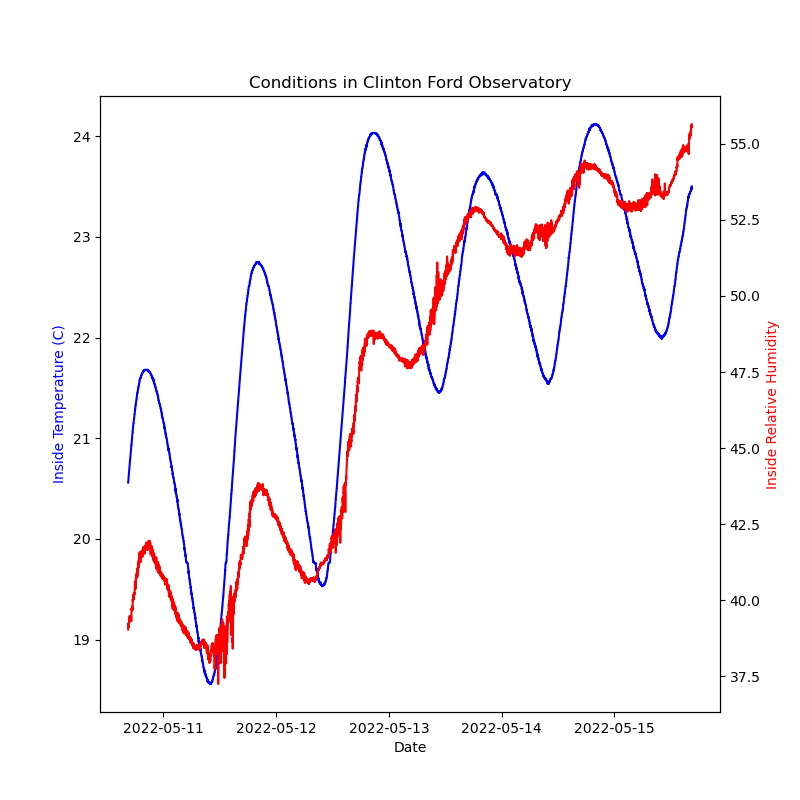 Conditions in Clinton Ford Observatory
24
23
22
21
20
19
Inside Temperature (C)
55.0
52.5
50.0
47.5
45.0
42.5
40.0
37.5
Inside Relative Humidity
2022-05-11 2022-05-12 2022-05-13 2022-05-14 2022-05-15
Date